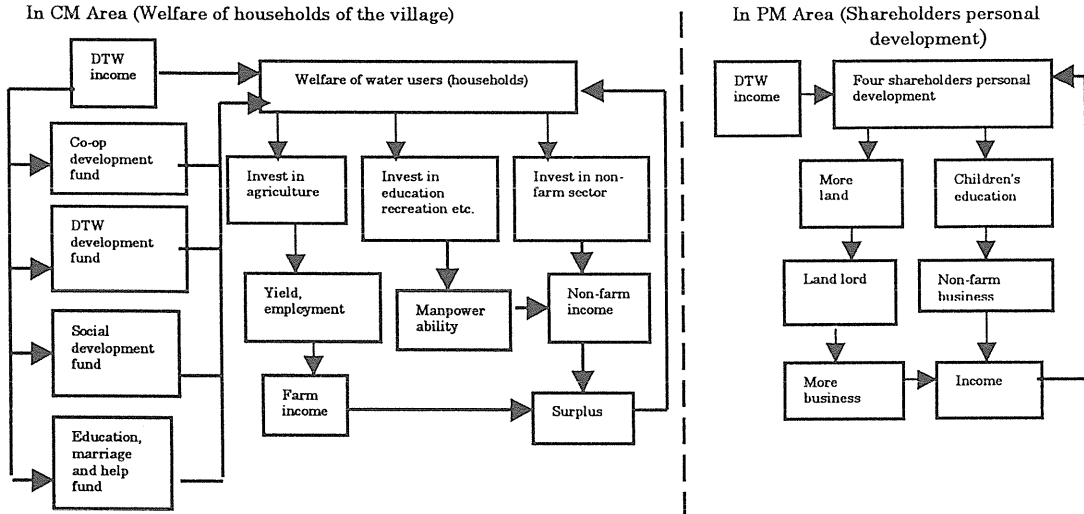 In CM Area (Welfare of households of the village)
DTW
income
Welfare of water users (households)
Co-op
development
fund
DTW
development
fund
Social
development
fund
Education,
marriage
and help
fund
Invest in
agriculture
Invest in
education
recreation etc.
Invest in non-
farm sector
Yield,
employment
Manpower
ability
Non-farm
income
Farm
income
Surplus
In PM Area (Shareholders personal
development)
DTW
income
Four shareholders personal
development
More
land
Children's
education
Land lord
Non-farm
business
More
business
Income